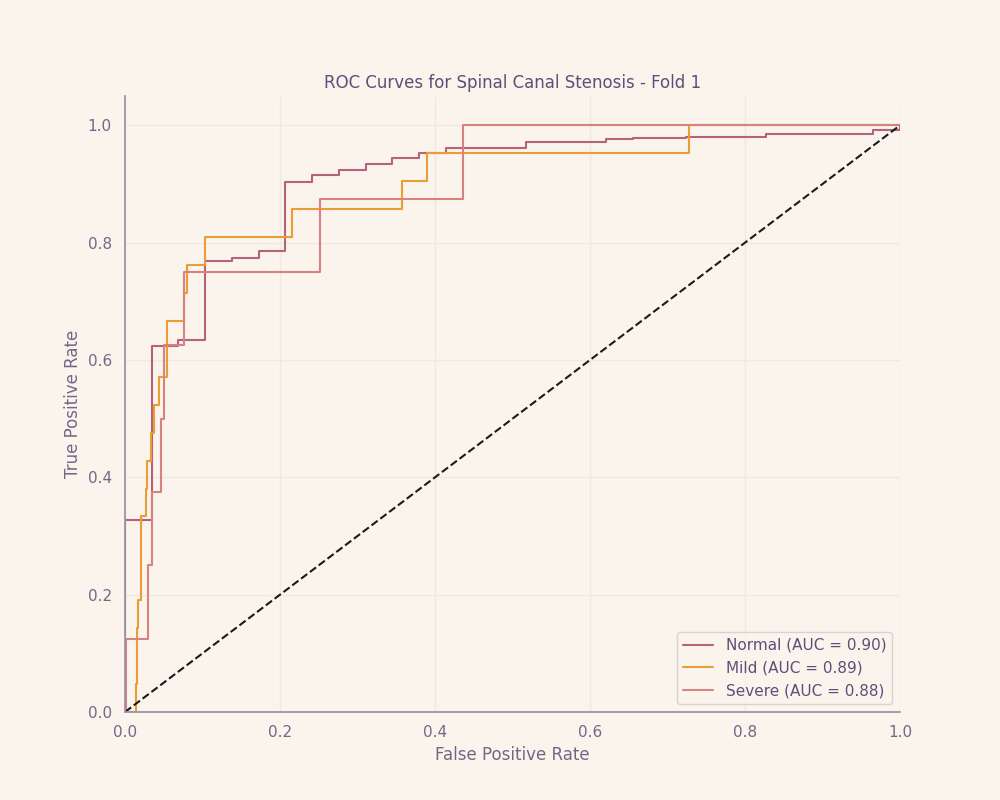 ROC Curves for Spinal Canal Stenosis - Fold 1
True Positive Rate
1.0
0.8
0.6
0.4
0.2
0.0
Normal (AUC = 0.90)
Mild (AUC = 0.89)
Severe (AUC = 0.88)
0.0 0.2 0.4 0.6 0.8 1.0
False Positive Rate